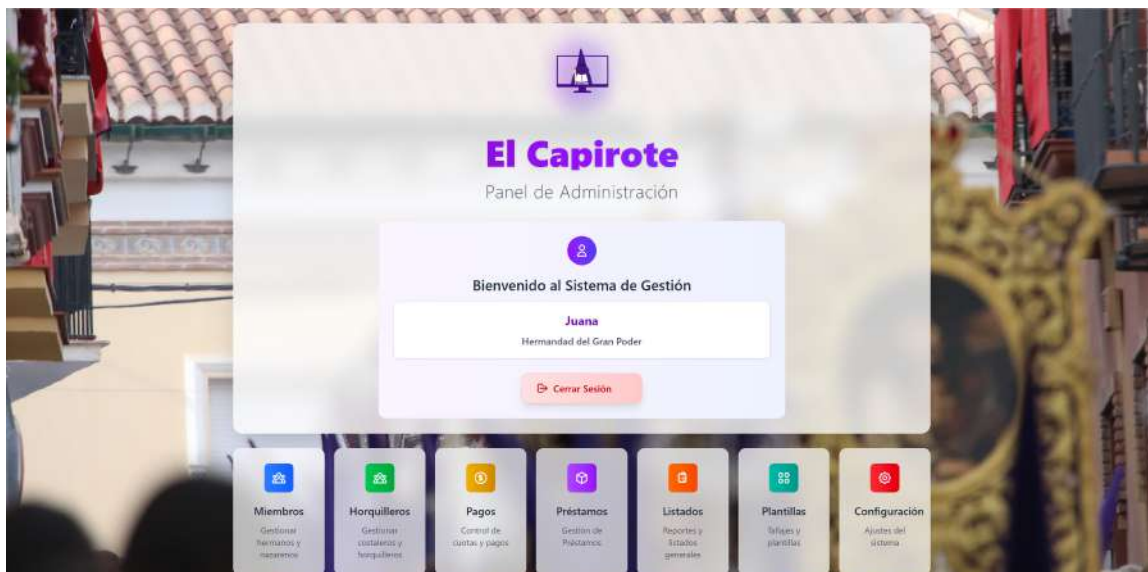 El Capirote
Panel de Administración
Bienvenido al Sistema de Gestión
Juana
Hermandad del Gran Poder
Cerrar Sesión
Miembros
Gestionar
hermanos y
nazarenos
Horquilleros
Gestionar
costaleros y
horquilleros
Pagos
Control de
cuotas y pagos
Préstamos
Gestión de
Préstamos
Listados
Reportes y
listados
generales
Plantillas
Tallajes y
plantillas
Configuración
Ajustes del
sistema